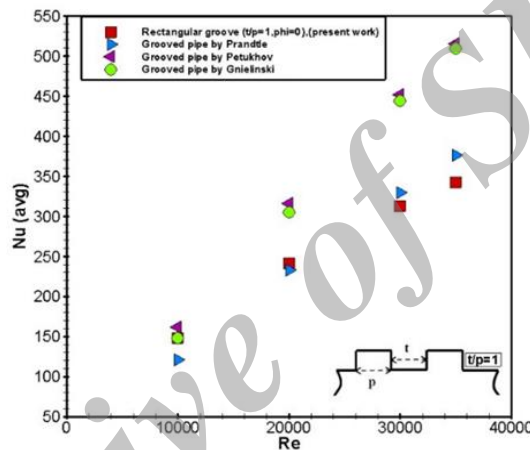 550
500
450
400
350
300
250
200
150
100
50
Nu (avg)
Rectangular groove (t/p=1,phi=0),(present work)
Grooved pipe by Prandtle
Grooved pipe by Petukhov
Grooved pipe by Gnielinski
t
p
t/p=1
0
10000
20000
30000
40000
Re
ive of S